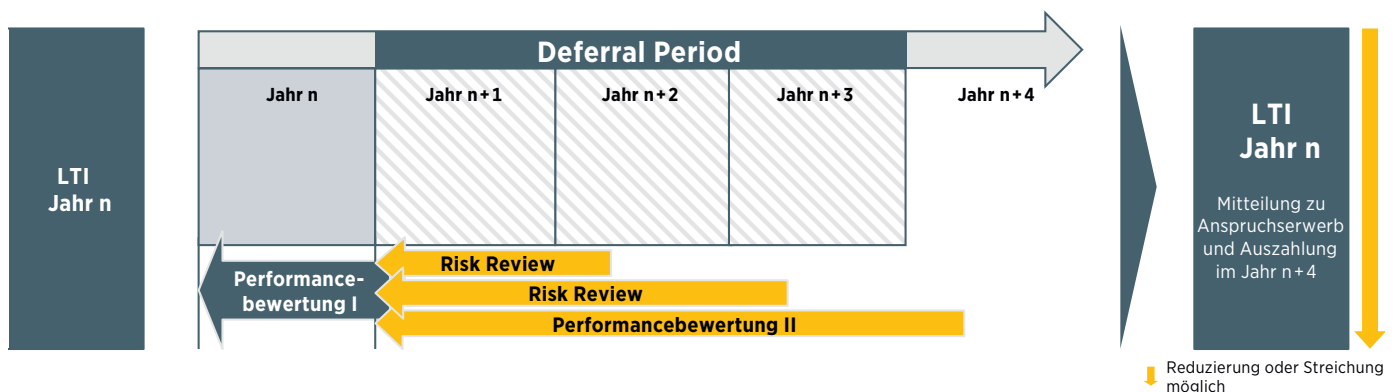 Deferral Period
Jahr n
Jahr n+1
Jahr n+2
Jahr n+3
Jahr n+4
LTI
Jahr n
Risk Review
Performance-
bewertung I
Risk Review
Performancebewertung II
LTI
Jahr n
Mitteilung zu
Anspruchserwerb
und Auszahlung
im Jahr n+4
Reduzierung oder Streichung
möglich